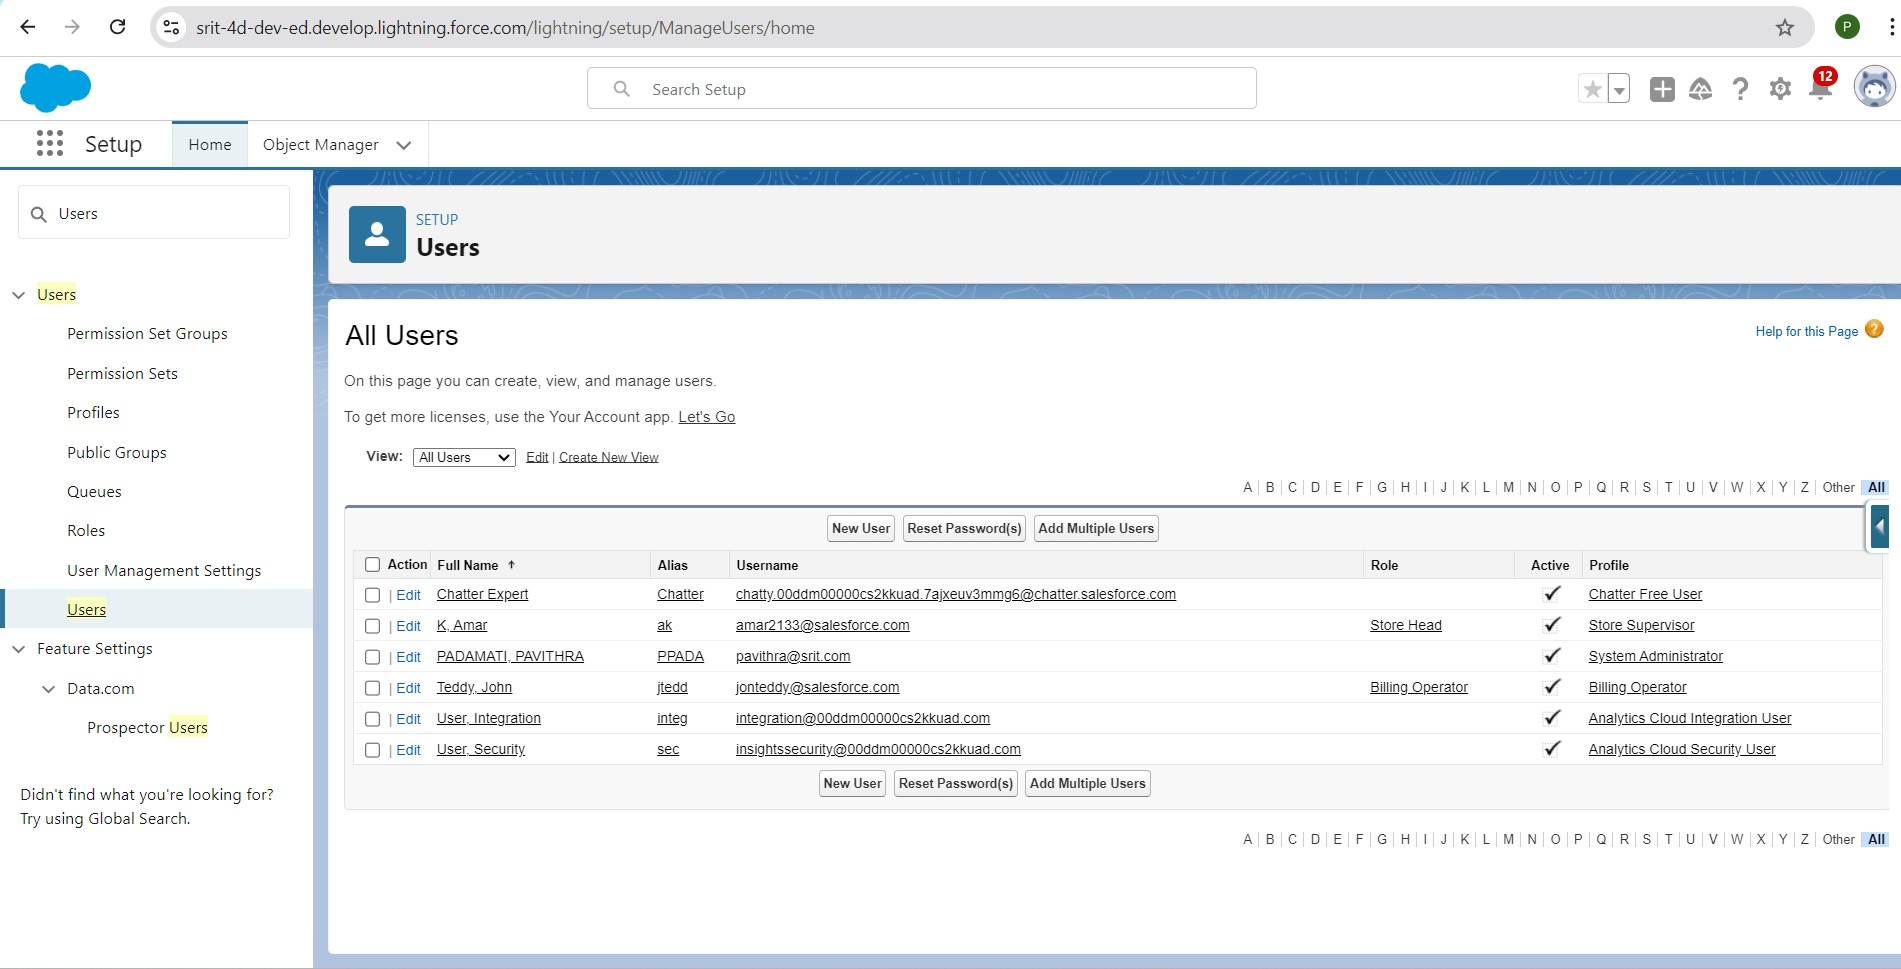 srit-4d-dev-ed.develop.lightning.force.com/lightning/setup/ManageUsers/home
P
Search Setup
12
Setup
Home
Object Manager
Users
SETUP
Users
Users
Permission Set Groups
Permission Sets
Profiles
Public Groups
Queues
Roles
User Management Settings
Users
Feature Settings
Data.com
Prospector Users
Didn't find what you're looking for?
Try using Global Search.
All Users
Help for this Page ?
On this page you can create, view, and manage users.
To get more licenses, use the Your Account app. Let's Go
View: All Users Edit | Create New View
A | B | C | D | E | F | G | H | I | J | K | L | M | N | O | P | Q | R | S | T | U | V | W | X | Y | Z | Other All
New User Reset Password(s) Add Multiple Users
Action Full Name ↑ Alias Username Role Active Profile
| Edit Chatter Expert Chatter chatty.00ddm00000cs2kkuad.7ajxeuv3mmg6@chatter.salesforce.com ✓ Chatter Free User
| Edit K, Amar ak amar2133@salesforce.com Store Head ✓ Store Supervisor
| Edit PADAMATI, PAVITHRA PPADA pavithra@srit.com ✓ System Administrator
| Edit Teddy, John jtedd jonteddy@salesforce.com Billing Operator ✓ Billing Operator
| Edit User, Integration integ integration@00ddm00000cs2kkuad.com ✓ Analytics Cloud Integration User
| Edit User, Security sec insightssecurity@00ddm00000cs2kkuad.com ✓ Analytics Cloud Security User
New User Reset Password(s) Add Multiple Users
A | B | C | D | E | F | G | H | I | J | K | L | M | N | O | P | Q | R | S | T | U | V | W | X | Y | Z | Other All